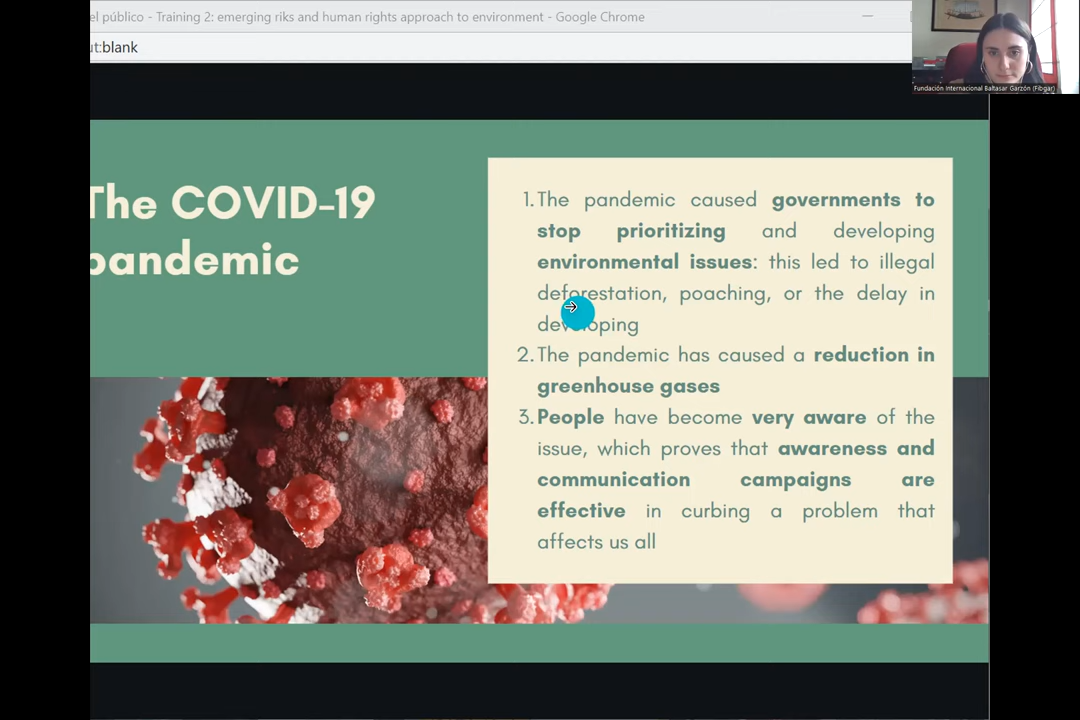 el público - Training 2: emerging riks and human rights approach to environment - Google Chrome
ut:blank
Fundación Internacional Baltasar Garzón (Fibgar)
The COVID-19
pandemic
1. The pandemic caused governments to
stop prioritizing and developing
environmental issues: this led to illegal
deforestation, poaching, or the delay in
developing
2. The pandemic has caused a reduction in
greenhouse gases
3. People have become very aware of the
issue, which proves that awareness and
communication campaigns are
effective in curbing a problem that
affects us all